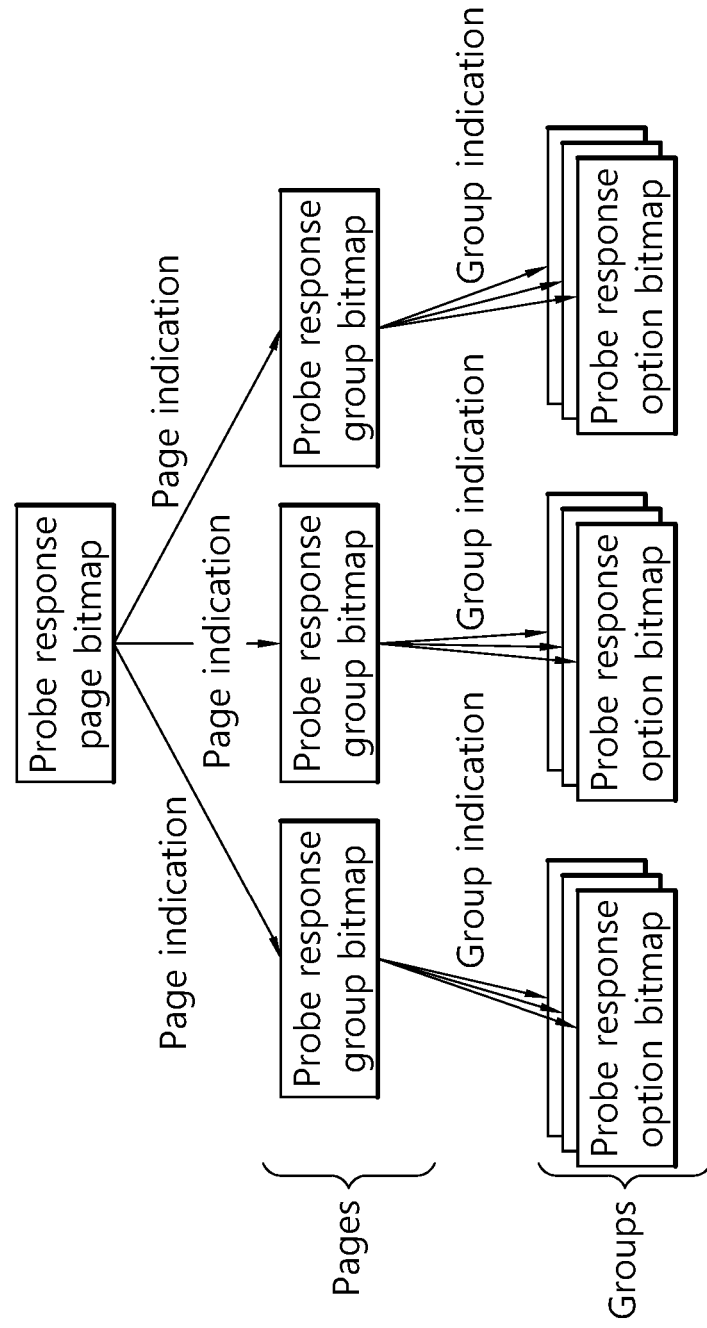 Probe response
page bitmap
Page indication
Page indication
Page indication
Pages
Probe response
group bitmap
Probe response
group bitmap
Probe response
group bitmap
Group indication
Group indication
Group indication
Groups
Probe response
option bitmap
Probe response
option bitmap
Probe response
option bitmap